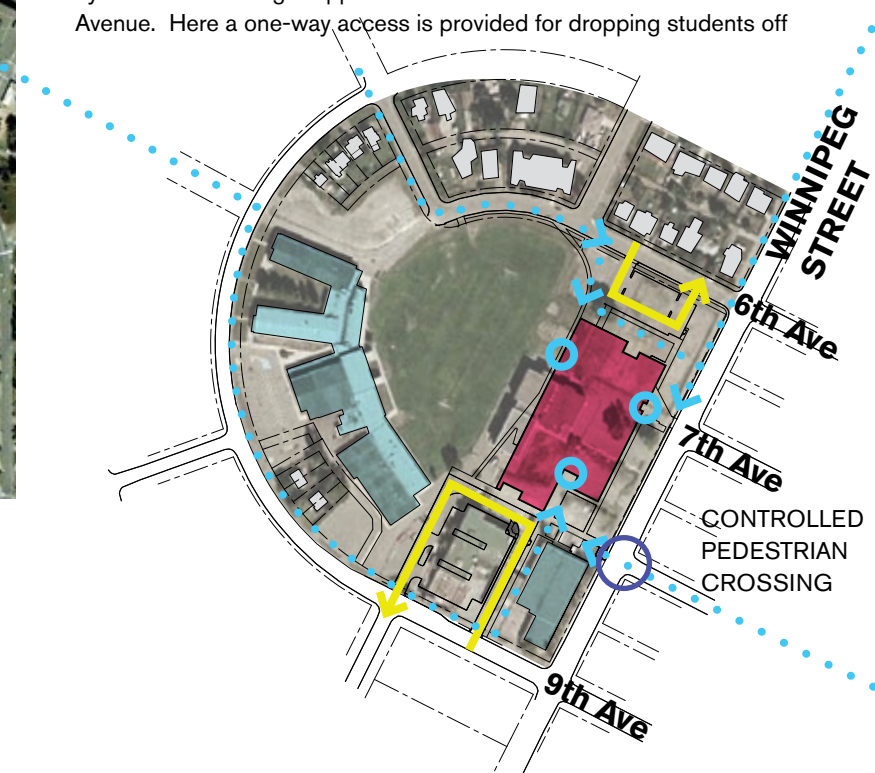 Avenue.  Here a one-way access is provided for dropping students off
WINNIPEG
STREET
6th Ave
7th Ave
CONTROLLED
PEDESTRIAN
CROSSING
9th Ave